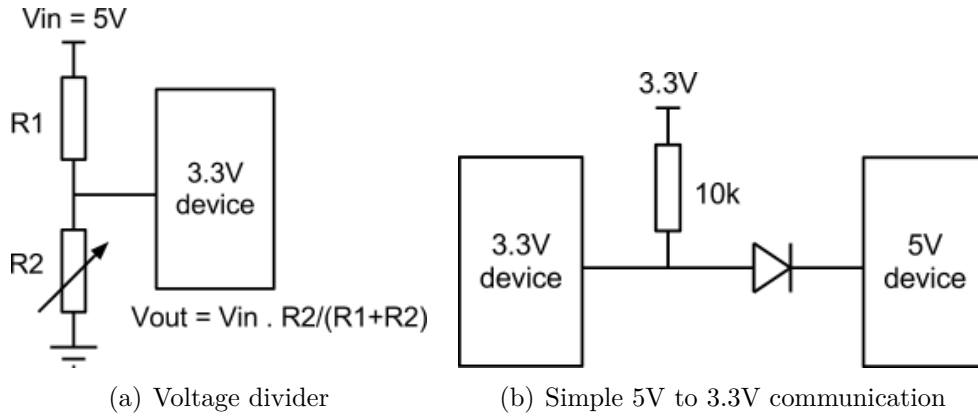 Vin = 5V
R1
3.3V
device
R2
Vout = Vin . R2/(R1+R2)
(a) Voltage divider
3.3V
10k
3.3V
device
5V
device
(b) Simple 5V to 3.3V communication